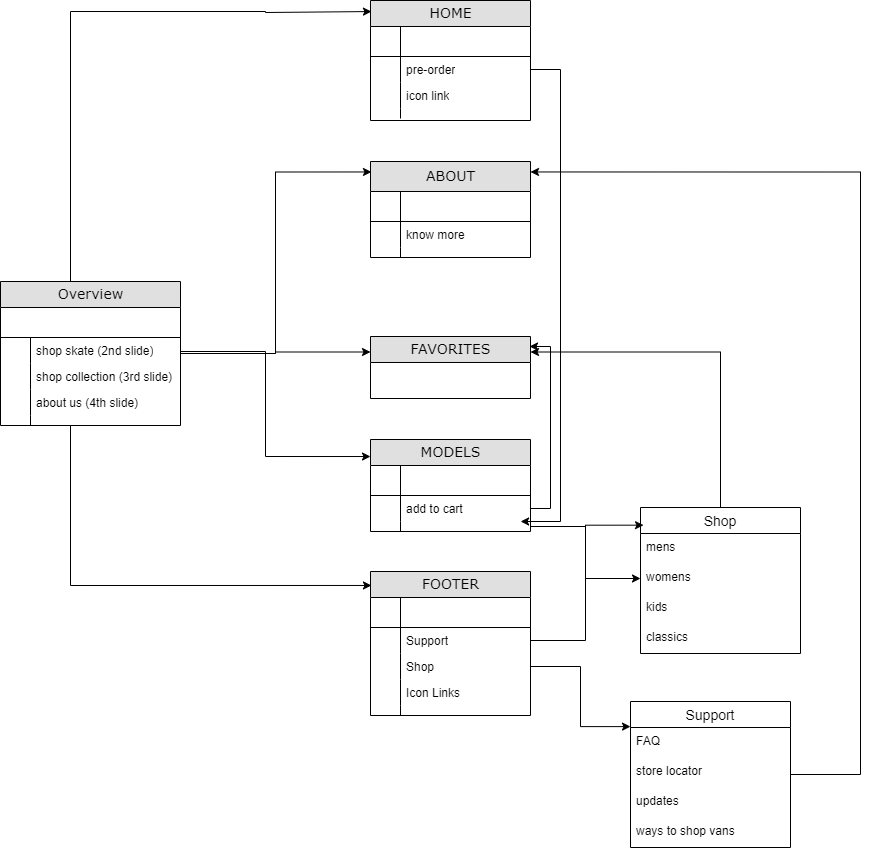 HOME
pre-order
icon link
ABOUT
know more
Overview
shop skate (2nd slide)
shop collection (3rd slide)
about us (4th slide)
FAVORITES
MODELS
add to cart
Shop
mens
womens
kids
classics
FOOTER
Support
Shop
Icon Links
Support
FAQ
store locator
updates
ways to shop vans